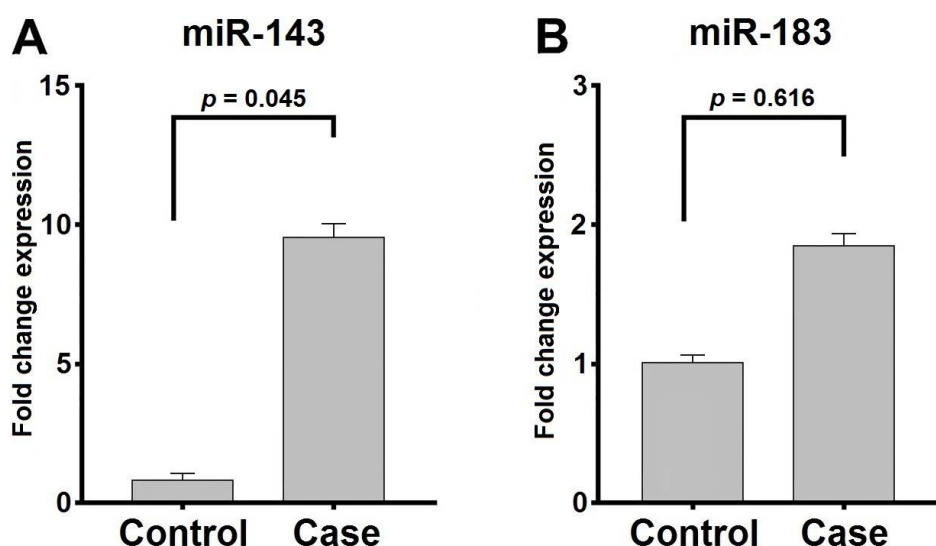 A
miR-143
Fold change expression
15
10
5
0
p = 0.045
Control
Case
B
miR-183
Fold change expression
3
2
1
0
p = 0.616
Control
Case